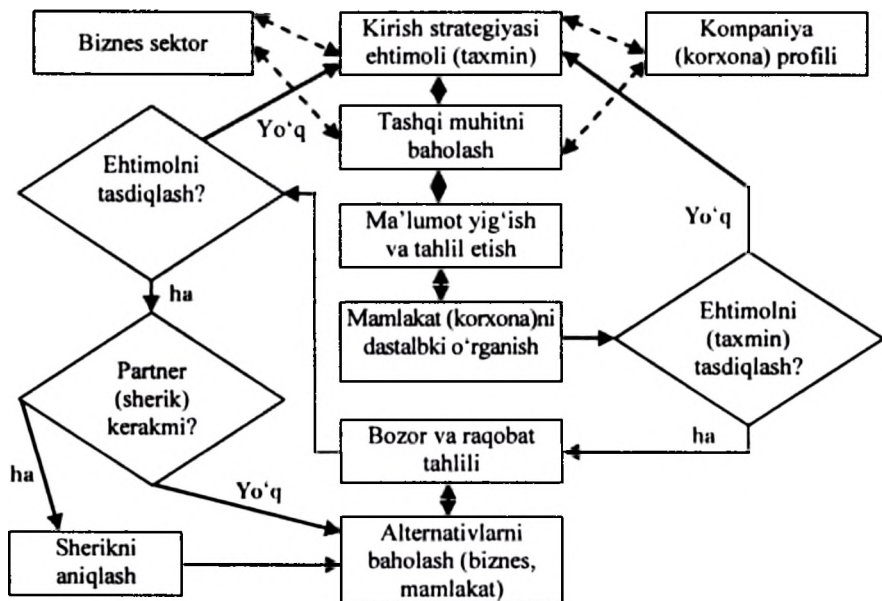 Biznes sektor
Kirish strategiyasi
ehtimoli (taxmin)
Kompaniya
(korxona) profili
Yo‘q
Tashqi muhitni
baholash
Ehtimolni
tasdiqlash?
Ma’lumot yig‘ish
va tahlil etish
Yo‘q
ha
Mamlakat (korxona)ni
dastalbki o‘rganish
Ehtimolni
(taxmin)
tasdiqlash?
Partner
(sherik)
kerakmi?
Bozor va raqobat
tahlili
ha
ha
Yo‘q
Sherikni
aniqlash
Alternativlarni
baholash (biznes,
mamlakat)